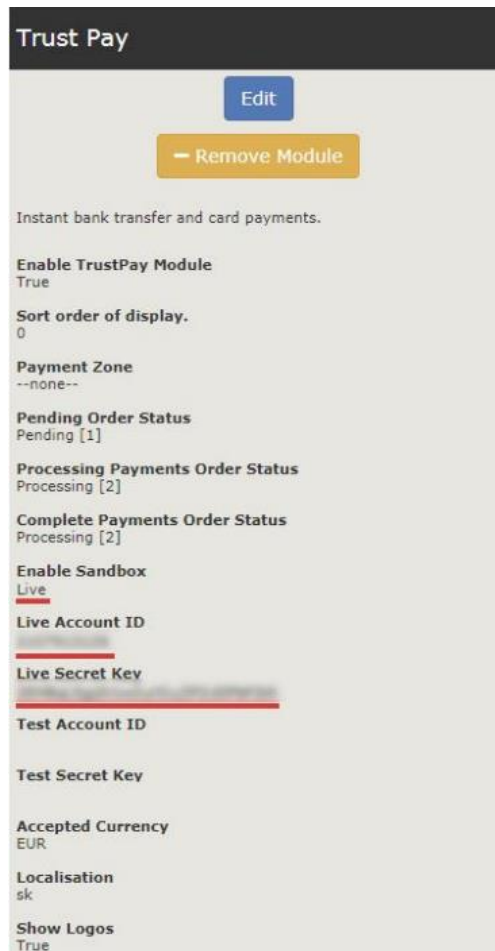 Trust Pay
Edit
− Remove Module
Instant bank transfer and card payments.
Enable TrustPay Module
True
Sort order of display.
0
Payment Zone
--none--
Pending Order Status
Pending [1]
Processing Payments Order Status
Processing [2]
Complete Payments Order Status
Processing [2]
Enable Sandbox
Live
Live Account ID
Live Secret Key
Test Account ID
Test Secret Key
Accepted Currency
EUR
Localisation
sk
Show Logos
True